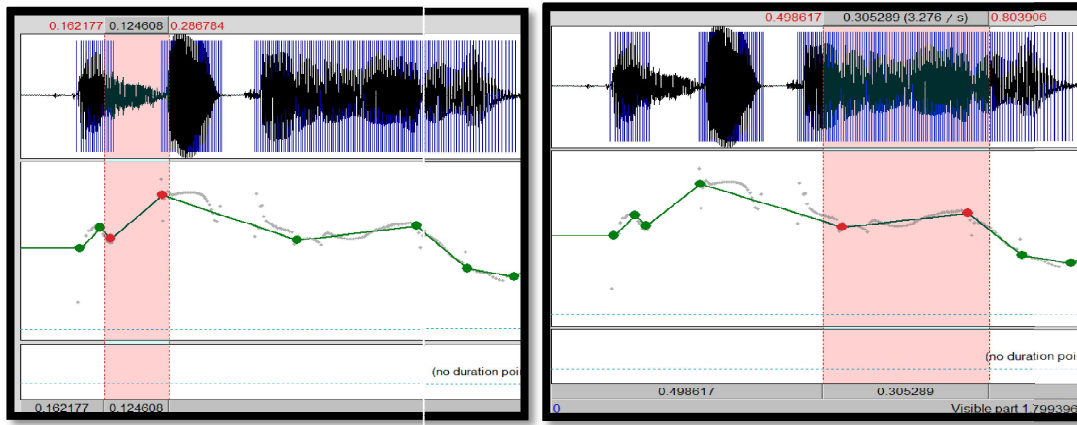 0.162177 0.124608 0.286784
(no duration poi
0.162177 0.124608
0.498617 0.305289 (3.276 / s) 0.803906
(no duration poi
0.498617 0.305289
0 Visible part 1.799396